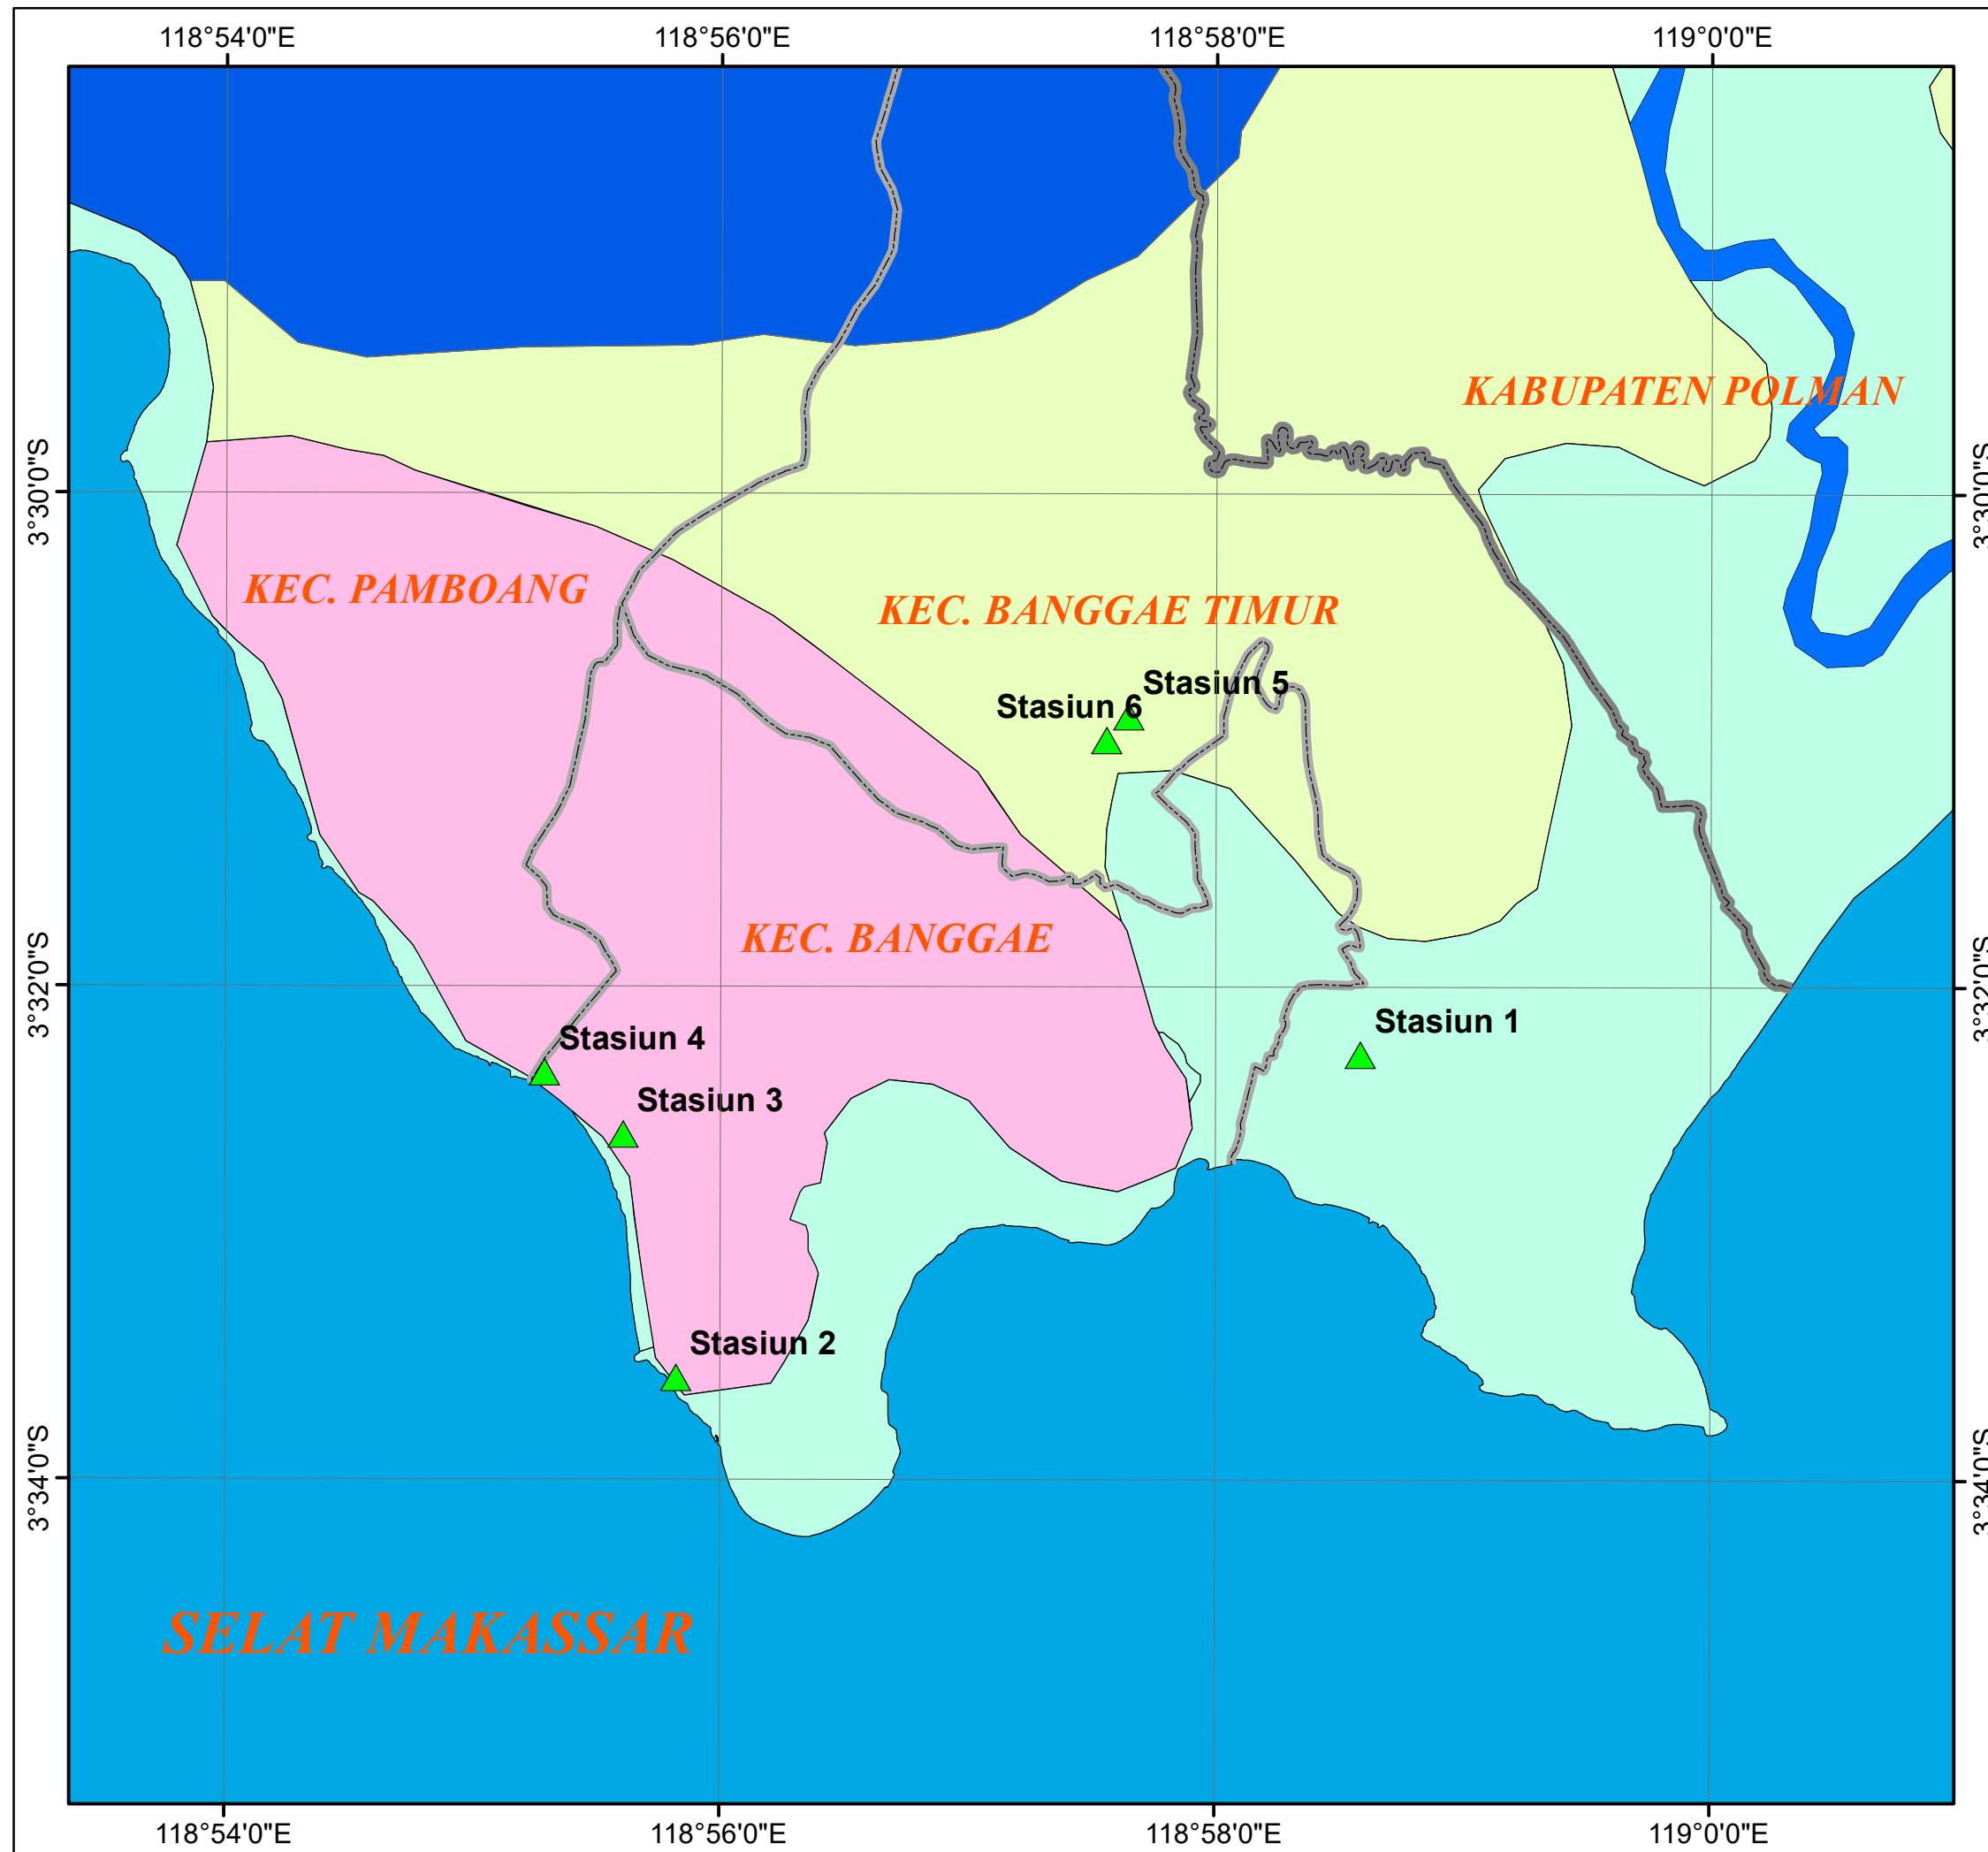 118°54'0"E
118°56'0"E
118°58'0"E
119°0'0"E
KABUPATEN POLMAN
3°30'0"S
3°30'0"S
KEC. PAMBOANG
KEC. BANGGAE TIMUR
Stasiun 5
Stasiun 6
KEC. BANGGAE
3°32'0"S
3°32'0"S
Stasiun 1
Stasiun 4
Stasiun 3
Stasiun 2
3°34'0"S
3°34'0"S
SELAT MAKASSAR
118°54'0"E
118°56'0"E
118°58'0"E
119°0'0"E